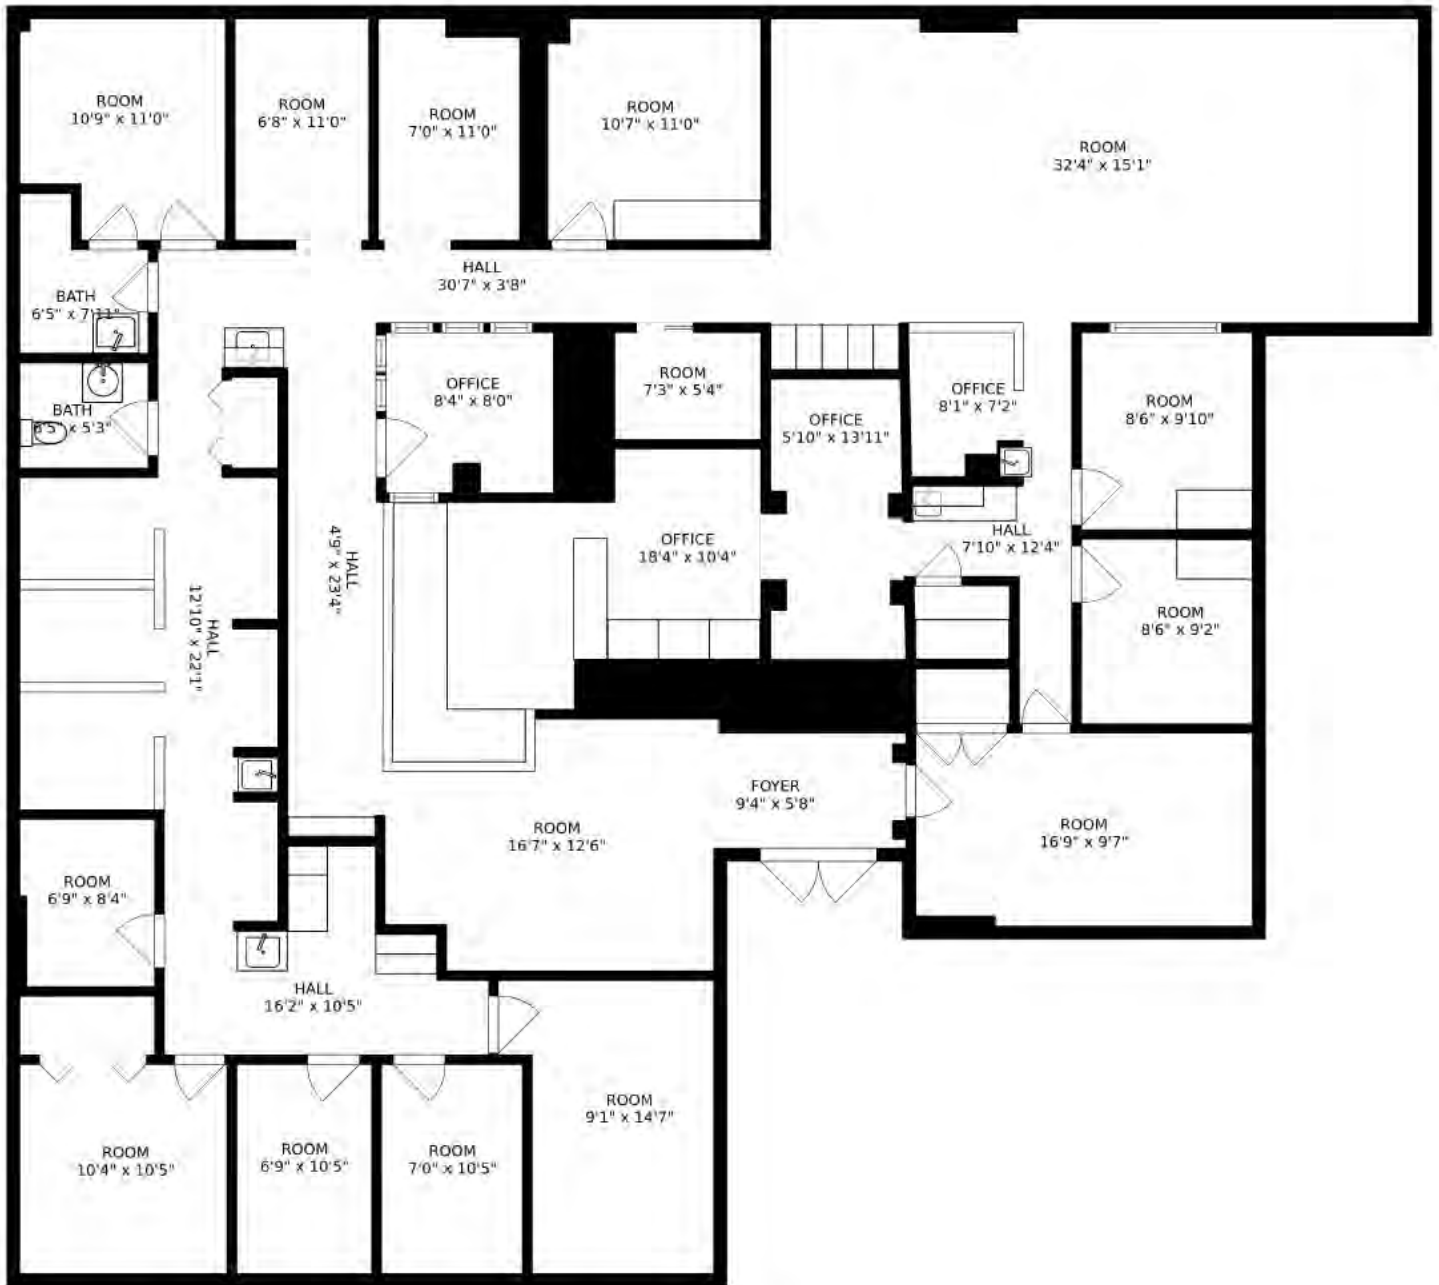 ROOM
10'9" x 11'0"
ROOM
6'8" x 11'0"
ROOM
7'0" x 11'0"
ROOM
10'7" x 11'0"
ROOM
32'4" x 15'1"
HALL
30'7" x 3'8"
BATH
6'5" x 7'11"
BATH
x 5'3"
OFFICE
8'4" x 8'0"
ROOM
7'3" x 5'4"
OFFICE
5'10" x 13'11"
OFFICE
8'1" x 7'2"
ROOM
8'6" x 9'10"
HALL
4'9" x 23'4"
OFFICE
18'4" x 10'4"
HALL
7'10" x 12'4"
HALL
12'10" x 22'1"
ROOM
8'6" x 9'2"
FOYER
9'4" x 5'8"
ROOM
16'7" x 12'6"
ROOM
16'9" x 9'7"
ROOM
6'9" x 8'4"
HALL
16'2" x 10'5"
ROOM
9'1" x 14'7"
ROOM
10'4" x 10'5"
ROOM
6'9" x 10'5"
ROOM
7'0" x 10'5"